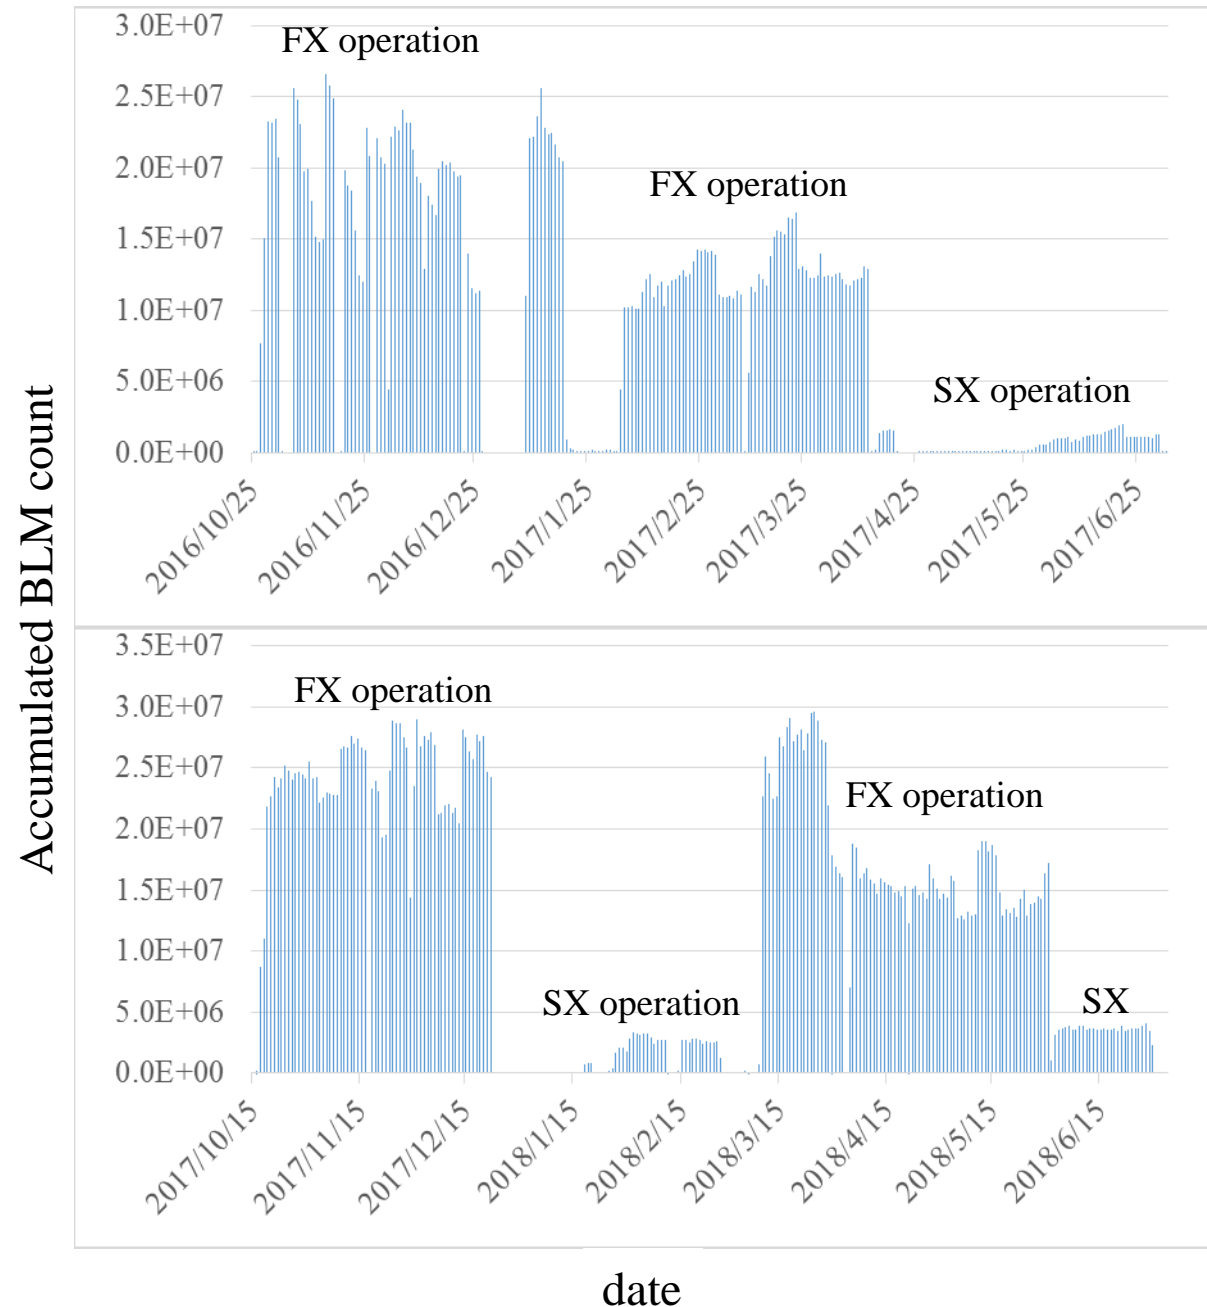 Accumulated BLM count
3.0E+07
2.5E+07
2.0E+07
1.5E+07
1.0E+07
5.0E+06
0.0E+00
FX operation
FX operation
SX operation
2016/10/25
2016/11/25
2016/12/25
2017/1/25
2017/2/25
2017/3/25
2017/4/25
2017/5/25
2017/6/25
3.5E+07
3.0E+07
2.5E+07
2.0E+07
1.5E+07
1.0E+07
5.0E+06
0.0E+00
FX operation
SX operation
FX operation
SX
2017/10/15
2017/11/15
2017/12/15
2018/1/15
2018/2/15
2018/3/15
2018/4/15
2018/5/15
2018/6/15
date